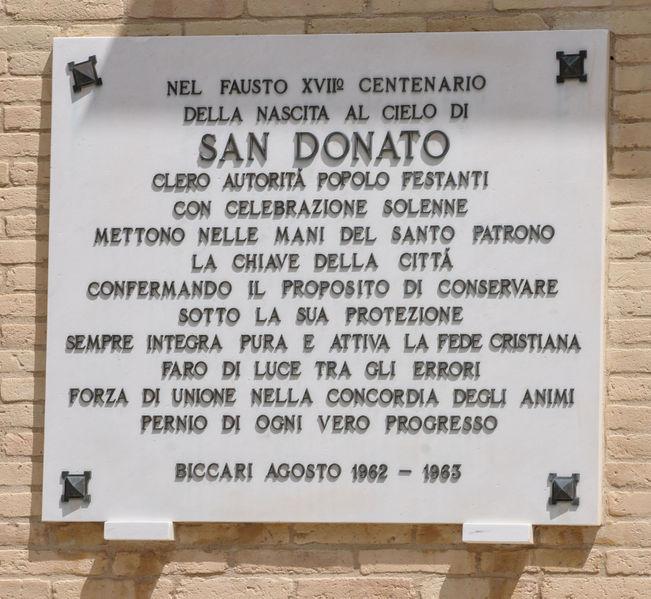 NEL FAUSTO XVIIº CENTENARIO
DELLA NASCITA AL CIELO DI
SAN DONATO
CLERO AUTORITÁ POPOLO FESTANTI
CON CELEBRAZIONE SOLENNE
METTONO NELLE MANI DEL SANTO PATRONO
LA CHIAVE DELLA CITTÁ
CONFERMANDO IL PROPOSITO DI CONSERVARE
SOTTO LA SUA PROTEZIONE
SEMPRE INTEGRA PURA E ATTIVA LA FEDE CRISTIANA
FARO DI LUCE TRA GLI ERRORI
FORZA DI UNIONE NELLA CONCORDIA DEGLI ANIMI
PERNIO DI OGNI VERO PROGRESSO
BICCARI AGOSTO 1962 - 1963